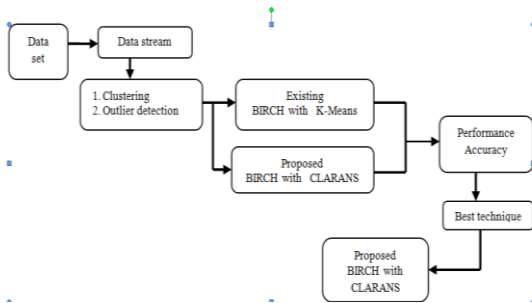 Data
set
Data stream
1. Clustering
2. Outlier detection
Existing
BIRCH with K-Means
Proposed
BIRCH with CLARANS
Performance
Accuracy
Best technique
Proposed
BIRCH with
CLARANS